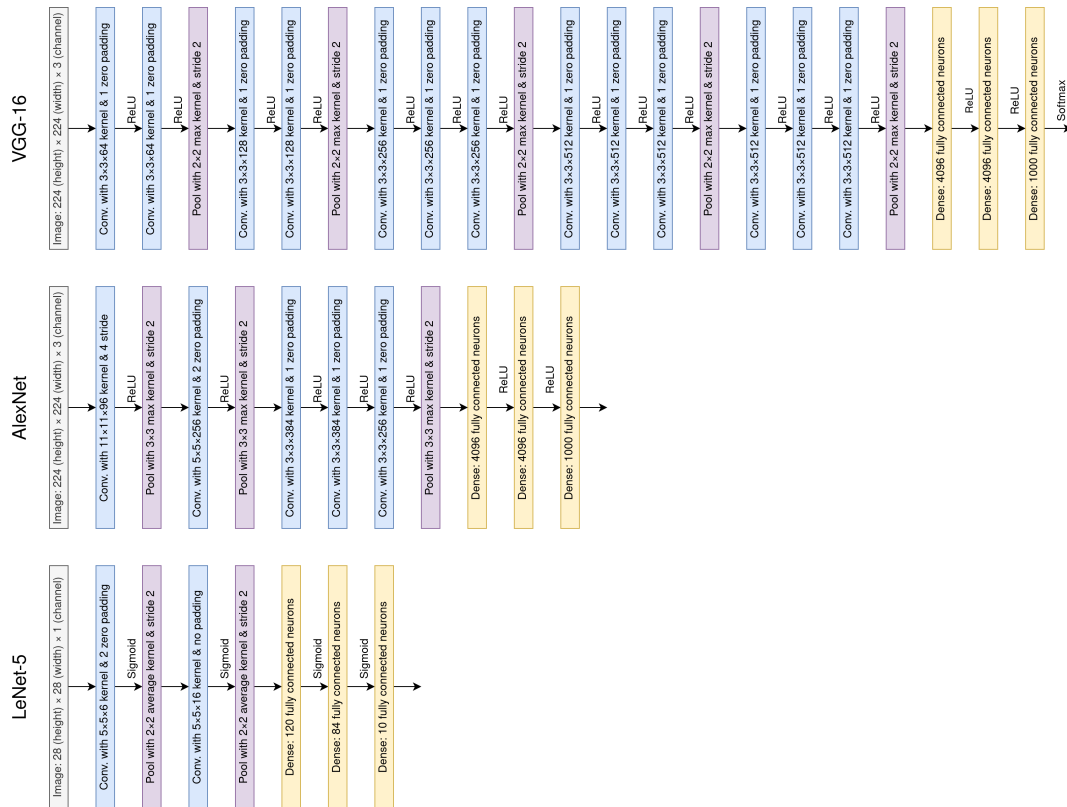 LeNet-5
Image: 28 (height) × 28 (width) × 1 (channel)
Conv. with 5×5×6 kernel & 2 zero padding
Sigmoid
Pool with 2×2 average kernel & stride 2
Conv. with 5×5×16 kernel & no padding
Sigmoid
Pool with 2×2 average kernel & stride 2
Dense: 120 fully connected neurons
Sigmoid
Dense: 84 fully connected neurons
Sigmoid
Dense: 10 fully connected neurons
AlexNet
Image: 224 (height) × 224 (width) × 3 (channel)
Conv. with 11×11×96 kernel & 4 stride
ReLU
Pool with 3×3 max kernel & stride 2
Conv. with 5×5×256 kernel & 2 zero padding
ReLU
Pool with 3×3 max kernel & stride 2
Conv. with 3×3×384 kernel & 1 zero padding
ReLU
Conv. with 3×3×384 kernel & 1 zero padding
ReLU
Conv. with 3×3×256 kernel & 1 zero padding
ReLU
Pool with 3×3 max kernel & stride 2
Dense: 4096 fully connected neurons
ReLU
Dense: 4096 fully connected neurons
ReLU
Dense: 1000 fully connected neurons
VGG-16
Image: 224 (height) × 224 (width) × 3 (channel)
Conv. with 3×3×64 kernel & 1 zero padding
ReLU
Conv. with 3×3×64 kernel & 1 zero padding
ReLU
Pool with 2×2 max kernel & stride 2
Conv. with 3×3×128 kernel & 1 zero padding
ReLU
Conv. with 3×3×128 kernel & 1 zero padding
ReLU
Pool with 2×2 max kernel & stride 2
Conv. with 3×3×256 kernel & 1 zero padding
ReLU
Conv. with 3×3×256 kernel & 1 zero padding
ReLU
Conv. with 3×3×256 kernel & 1 zero padding
ReLU
Pool with 2×2 max kernel & stride 2
Conv. with 3×3×512 kernel & 1 zero padding
ReLU
Conv. with 3×3×512 kernel & 1 zero padding
ReLU
Conv. with 3×3×512 kernel & 1 zero padding
ReLU
Pool with 2×2 max kernel & stride 2
Conv. with 3×3×512 kernel & 1 zero padding
ReLU
Conv. with 3×3×512 kernel & 1 zero padding
ReLU
Conv. with 3×3×512 kernel & 1 zero padding
ReLU
Pool with 2×2 max kernel & stride 2
Dense: 4096 fully connected neurons
ReLU
Dense: 4096 fully connected neurons
ReLU
Dense: 1000 fully connected neurons
Softmax